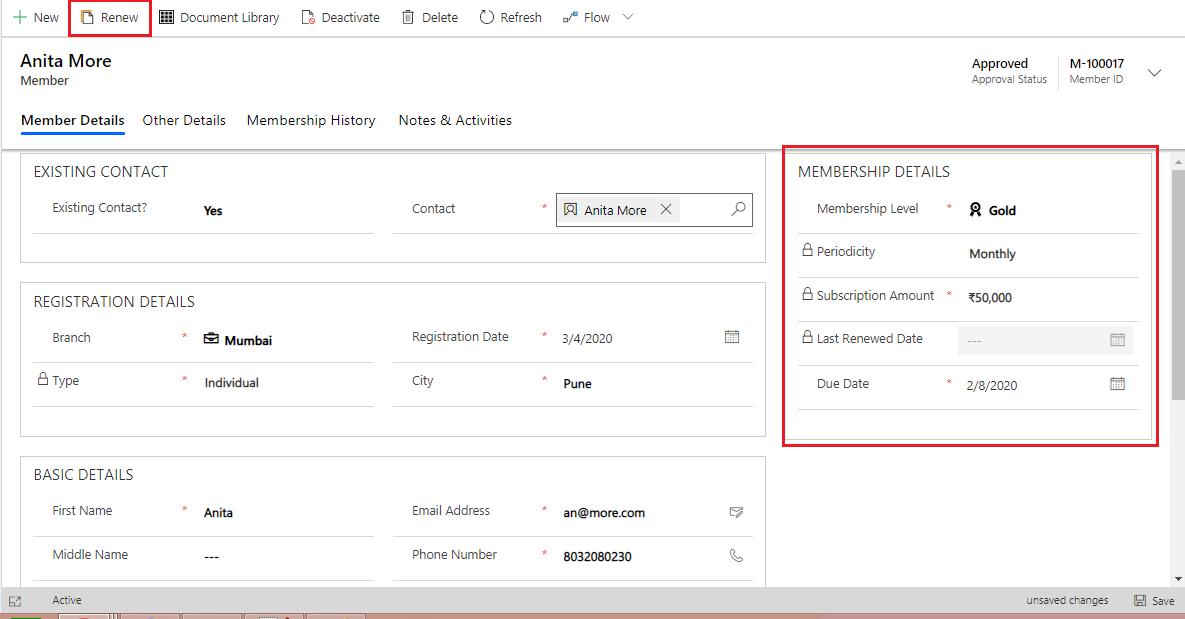 New Renew Document Library Deactivate Delete Refresh Flow
Anita More
Member
Approved
Approval Status
M-100017
Member ID
Member Details Other Details Membership History Notes & Activities
EXISTING CONTACT
Existing Contact? Yes Contact * Anita More
REGISTRATION DETAILS
Branch * Mumbai Registration Date * 3/4/2020
Type * Individual City * Pune
BASIC DETAILS
First Name * Anita Email Address * an@more.com
Middle Name --- Phone Number * 8032080230
MEMBERSHIP DETAILS
Membership Level * Gold
Periodicity Monthly
Subscription Amount * ₹50,000
Last Renewed Date ---
Due Date * 2/8/2020
Active unsaved changes Save